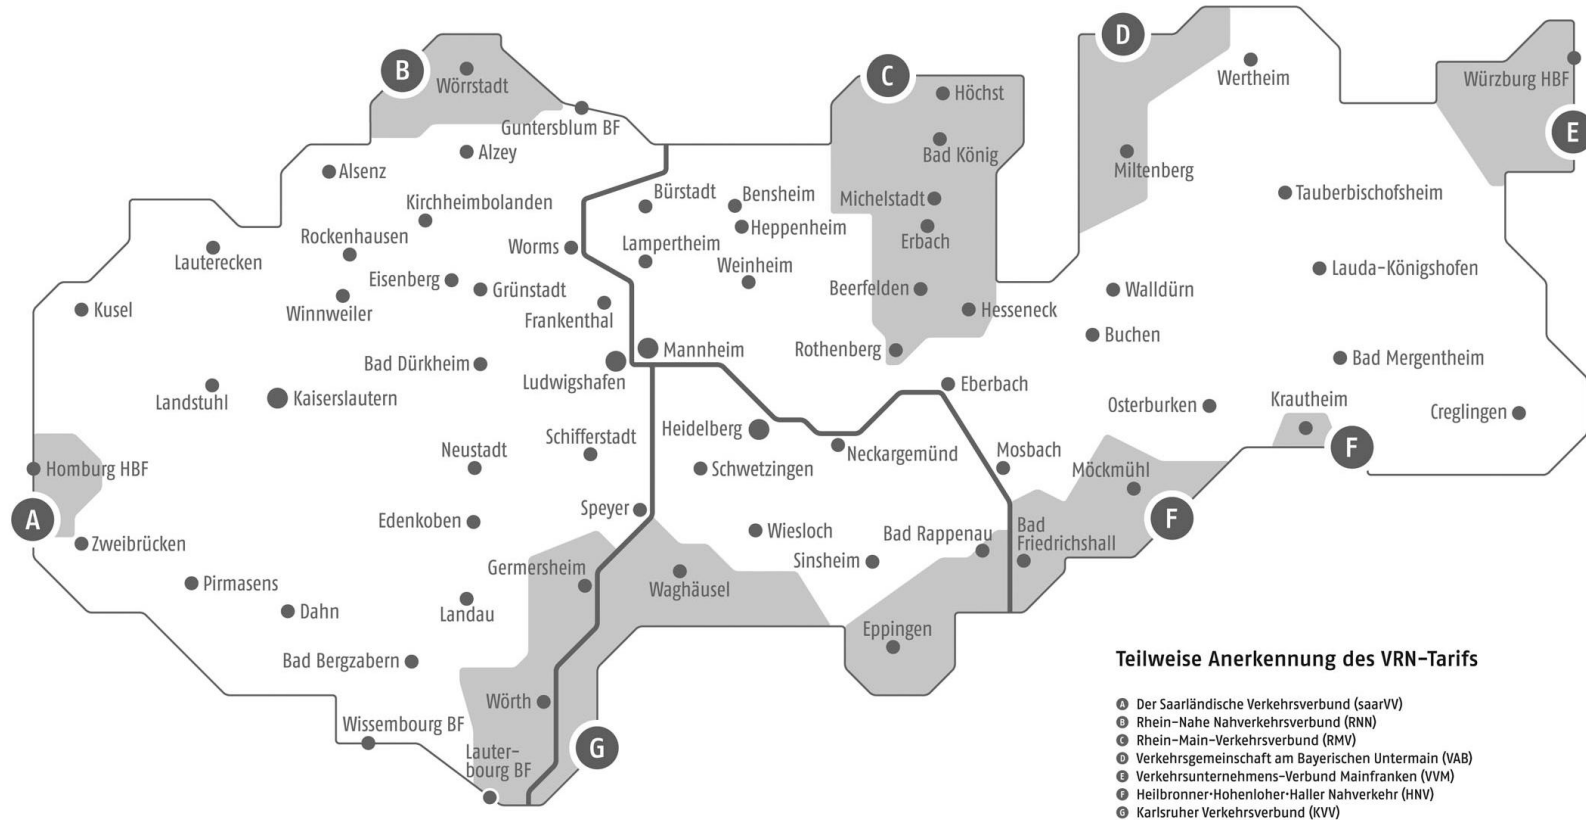 B
Wörrstadt
Guntersblum BF
Alzey
Alsenz
Kirchheimbolanden
Rockenhausen
Lauterecken
Worms
Eisenberg
Grünstadt
Kusel
Winnweiler
Frankenthal
Bad Dürkheim
Ludwigshafen
Landstuhl
Kaiserslautern
Schifferstadt
Neustadt
Homburg HBF
A
Speyer
Edenkoben
Zweibrücken
Germersheim
Pirmasens
Dahn
Landau
Bad Bergzabern
Wörth
Wissembourg BF
Lauter-
bourg BF
G
C
Höchst
Bad König
Bürstadt
Bensheim
Michelstadt
Heppenheim
Erbach
Lampertheim
Weinheim
Beerfelden
Hesseneck
Mannheim
Rothenberg
Eberbach
Heidelberg
Neckargemünd
Schwetzingen
Mosbach
Wiesloch
Bad Rappenau
Bad
Friedrichshall
Sinsheim
Waghäusel
Eppingen
D
Wertheim
Würzburg HBF
E
Miltenberg
Tauberbischofsheim
Lauda-Königshofen
Walldürn
Buchen
Bad Mergentheim
Osterburken
Krautheim
Creglingen
F
Möckmühl
F
Teilweise Anerkennung des VRN-Tarifs
A Der Saarländische Verkehrsverbund (saarVV)
B Rhein-Nahe Nahverkehrsverbund (RNN)
C Rhein-Main-Verkehrsverbund (RMV)
D Verkehrsgemeinschaft am Bayerischen Untermain (VAB)
E Verkehrsunternehmens-Verbund Mainfranken (VVM)
F Heilbronner·Hohenloher·Haller Nahverkehr (HNV)
G Karlsruher Verkehrsverbund (KVV)